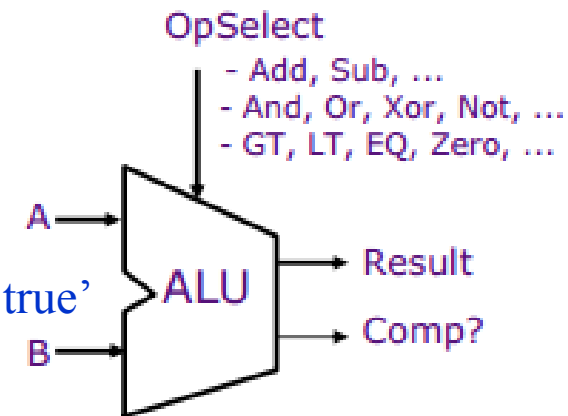 OpSelect
- Add, Sub, ...
- And, Or, Xor, Not, ...
- GT, LT, EQ, Zero, ...
A
Result
true’
ALU
Comp?
B